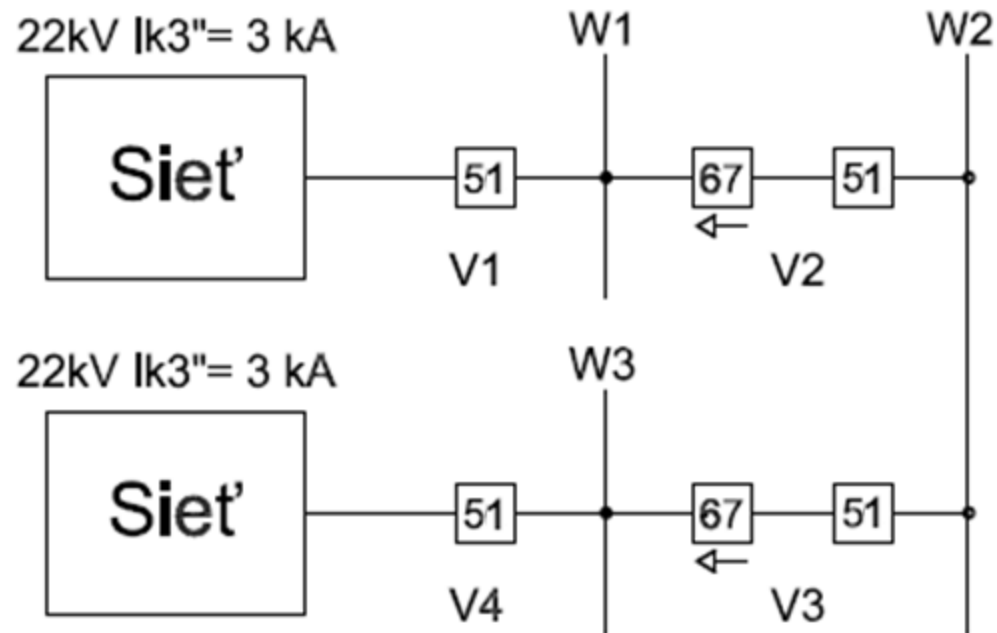 22kV Ik3"= 3 kA
W1
W2
Sieť
51
67
51
V1
V2
22kV Ik3"= 3 kA
W3
Sieť
51
67
51
V4
V3